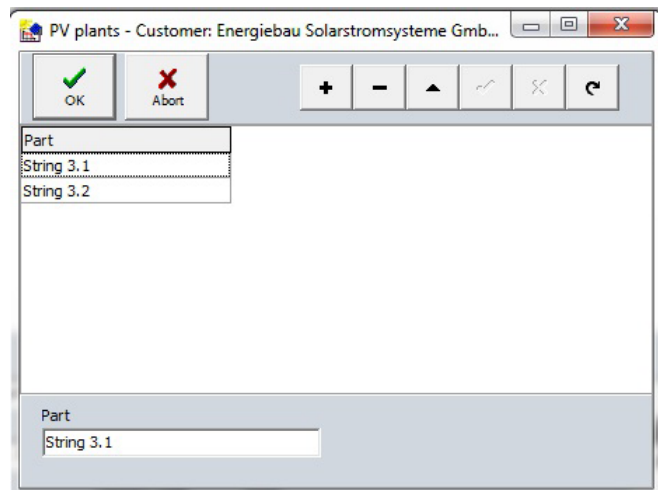 PV plants - Customer: Energiebau Solarstromsysteme Gmb...
OK
Abort
Part
String 3.1
String 3.2
Part
String 3.1